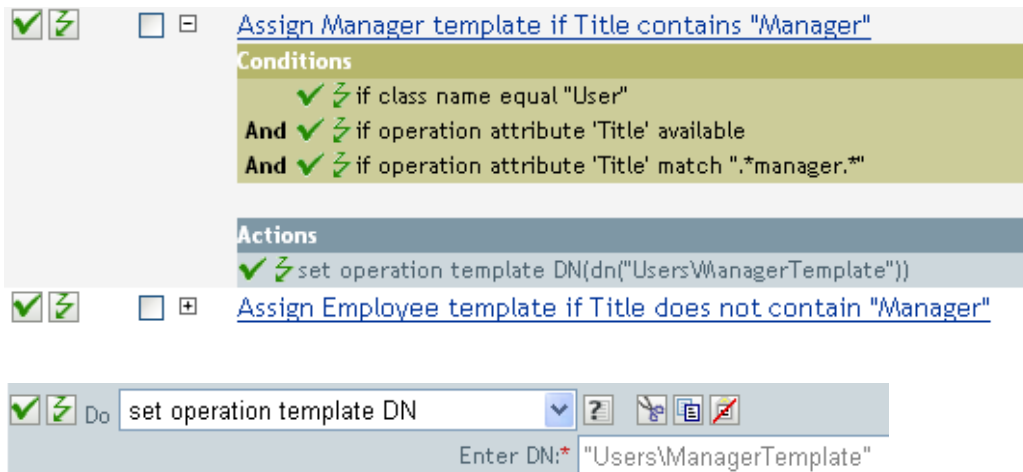 Assign Manager template if Title contains "Manager"
Conditions
if class name equal "User"
And if operation attribute 'Title' available
And if operation attribute 'Title' match ".*manager.*"
Actions
set operation template DN(dn("Users\ManagerTemplate"))
Assign Employee template if Title does not contain "Manager"
Do set operation template DN
Enter DN:* "Users\ManagerTemplate"